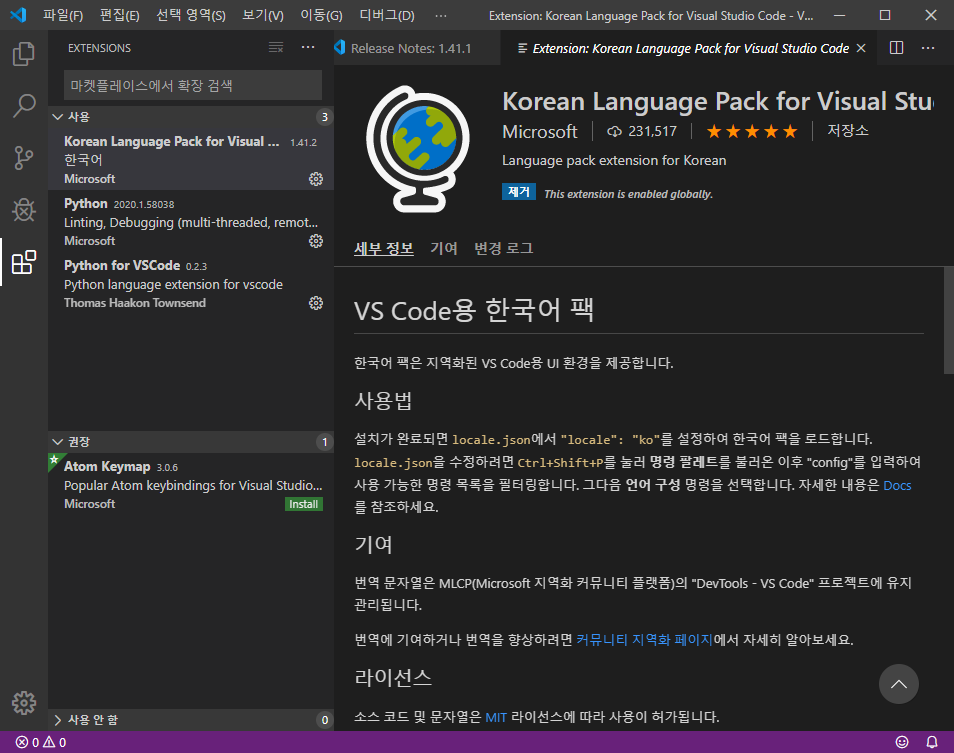 파일(F) 편집(E) 선택 영역(S) 보기(V) 이동(G) 디버그(D) ··· Extension: Korean Language Pack for Visual Studio Code - V...
EXTENSIONS ···
마켓플레이스에서 확장 검색
사용 3
Korean Language Pack for Visual ... 1.41.2
한국어
Microsoft
Python 2020.1.58038
Linting, Debugging (multi-threaded, remot...
Microsoft
Python for VSCode 0.2.3
Python language extension for vscode
Thomas Haakon Townsend
권장 1
Atom Keymap 3.0.6
Popular Atom keybindings for Visual Studio...
Microsoft Install
사용 안 함 0
Release Notes: 1.41.1 Extension: Korean Language Pack for Visual Studio Code ···
Korean Language Pack for Visual Stu
Microsoft 231,517 ★★★★★ 저장소
Language pack extension for Korean
제거 This extension is enabled globally.
세부 정보 기여 변경 로그
VS Code용 한국어 팩
한국어 팩은 지역화된 VS Code용 UI 환경을 제공합니다.
사용법
설치가 완료되면 locale.json에서 "locale": "ko"를 설정하여 한국어 팩을 로드합니다.
locale.json을 수정하려면 Ctrl+Shift+P를 눌러 명령 팔레트를 불러온 이후 "config"를 입력하여
사용 가능한 명령 목록을 필터링합니다. 그다음 언어 구성 명령을 선택합니다. 자세한 내용은 Docs
를 참조하세요.
기여
번역 문자열은 MLCP(Microsoft 지역화 커뮤니티 플랫폼)의 "DevTools - VS Code" 프로젝트에 유지
관리됩니다.
번역에 기여하거나 번역을 향상하려면 커뮤니티 지역화 페이지에서 자세히 알아보세요.
라이선스
소스 코드 및 문자열은 MIT 라이선스에 따라 사용이 허가됩니다.
0 0